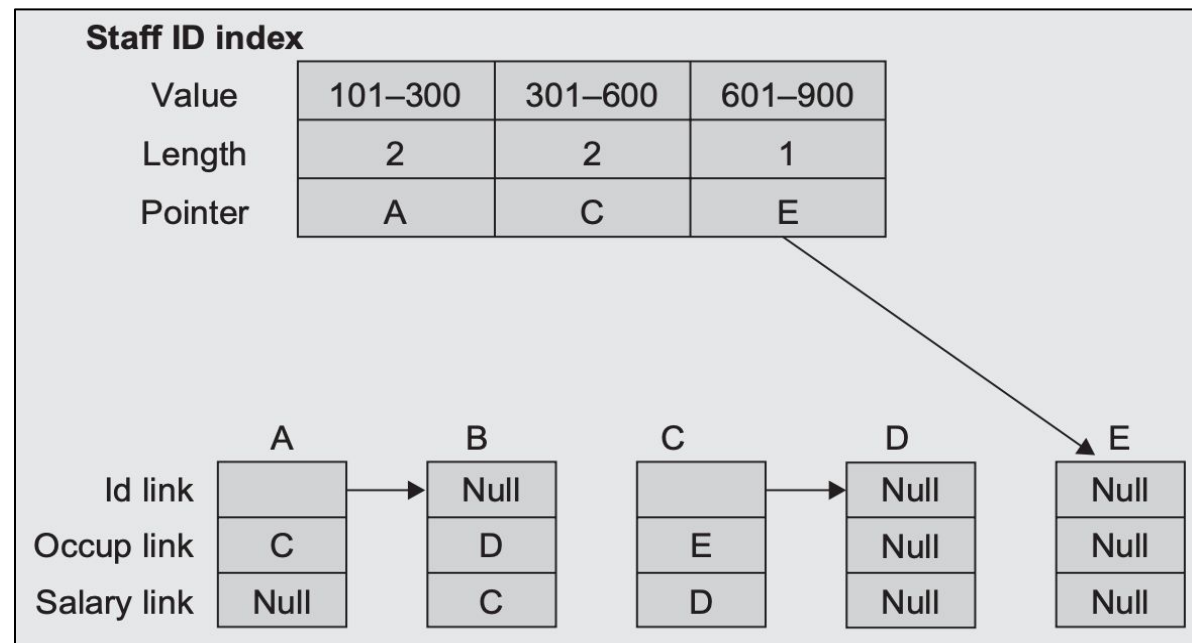 Staff ID index
Value 101–300 301–600 601–900
Length 2 2 1
Pointer A C E
A B C D E
Id link Null Null Null
Occup link C D E Null Null
Salary link Null C D Null Null